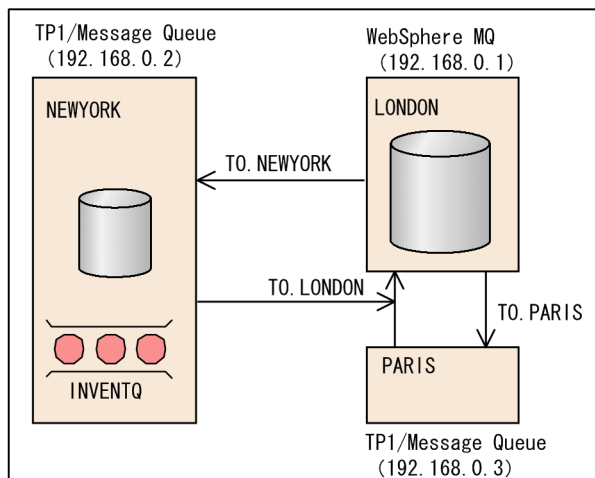 TP1/Message Queue
(192.168.0.2)
WebSphere MQ
(192.168.0.1)
NEWYORK
LONDON
TO.NEWYORK
TO.LONDON
TO.PARIS
INVENTQ
PARIS
TP1/Message Queue
(192.168.0.3)